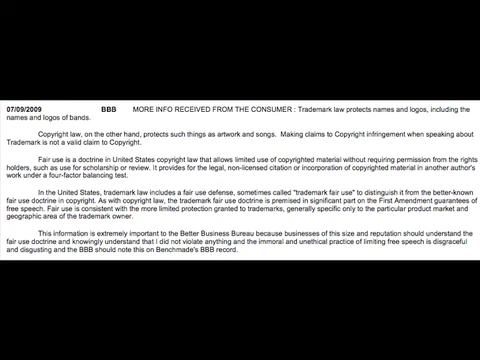 07/09/2009 BBB MORE INFO RECEIVED FROM THE CONSUMER : Trademark law protects names and logos, including the
names and logos of bands.
Copyright law, on the other hand, protects such things as artwork and songs. Making claims to Copyright infringement when speaking about
Trademark is not a valid claim to Copyright.
Fair use is a doctrine in United States copyright law that allows limited use of copyrighted material without requiring permission from the rights
holders, such as use for scholarship or review. It provides for the legal, non-licensed citation or incorporation of copyrighted material in another author's
work under a four-factor balancing test.
In the United States, trademark law includes a fair use defense, sometimes called "trademark fair use" to distinguish it from the better-known
fair use doctrine in copyright. As with copyright law, the trademark fair use doctrine is premised in significant part on the First Amendment guarantees of
free speech. Fair use is consistent with the more limited protection granted to trademarks, generally specific only to the particular product market and
geographic area of the trademark owner.
This information is extremely important to the Better Business Bureau because businesses of this size and reputation should understand the
fair use doctrine and knowingly understand that I did not violate anything and the immoral and unethical practice of limiting free speech is disgraceful
and disgusting and the BBB should note this on Benchmade's BBB record.